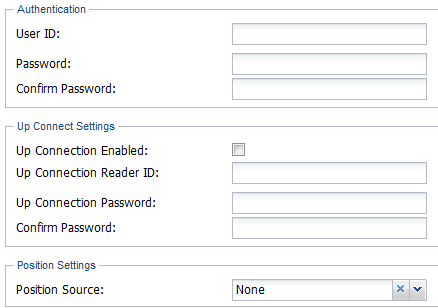 Authentication
User ID:
Password:
Confirm Password:
Up Connect Settings
Up Connection Enabled:
Up Connection Reader ID:
Up Connection Password:
Confirm Password:
Position Settings
Position Source: None